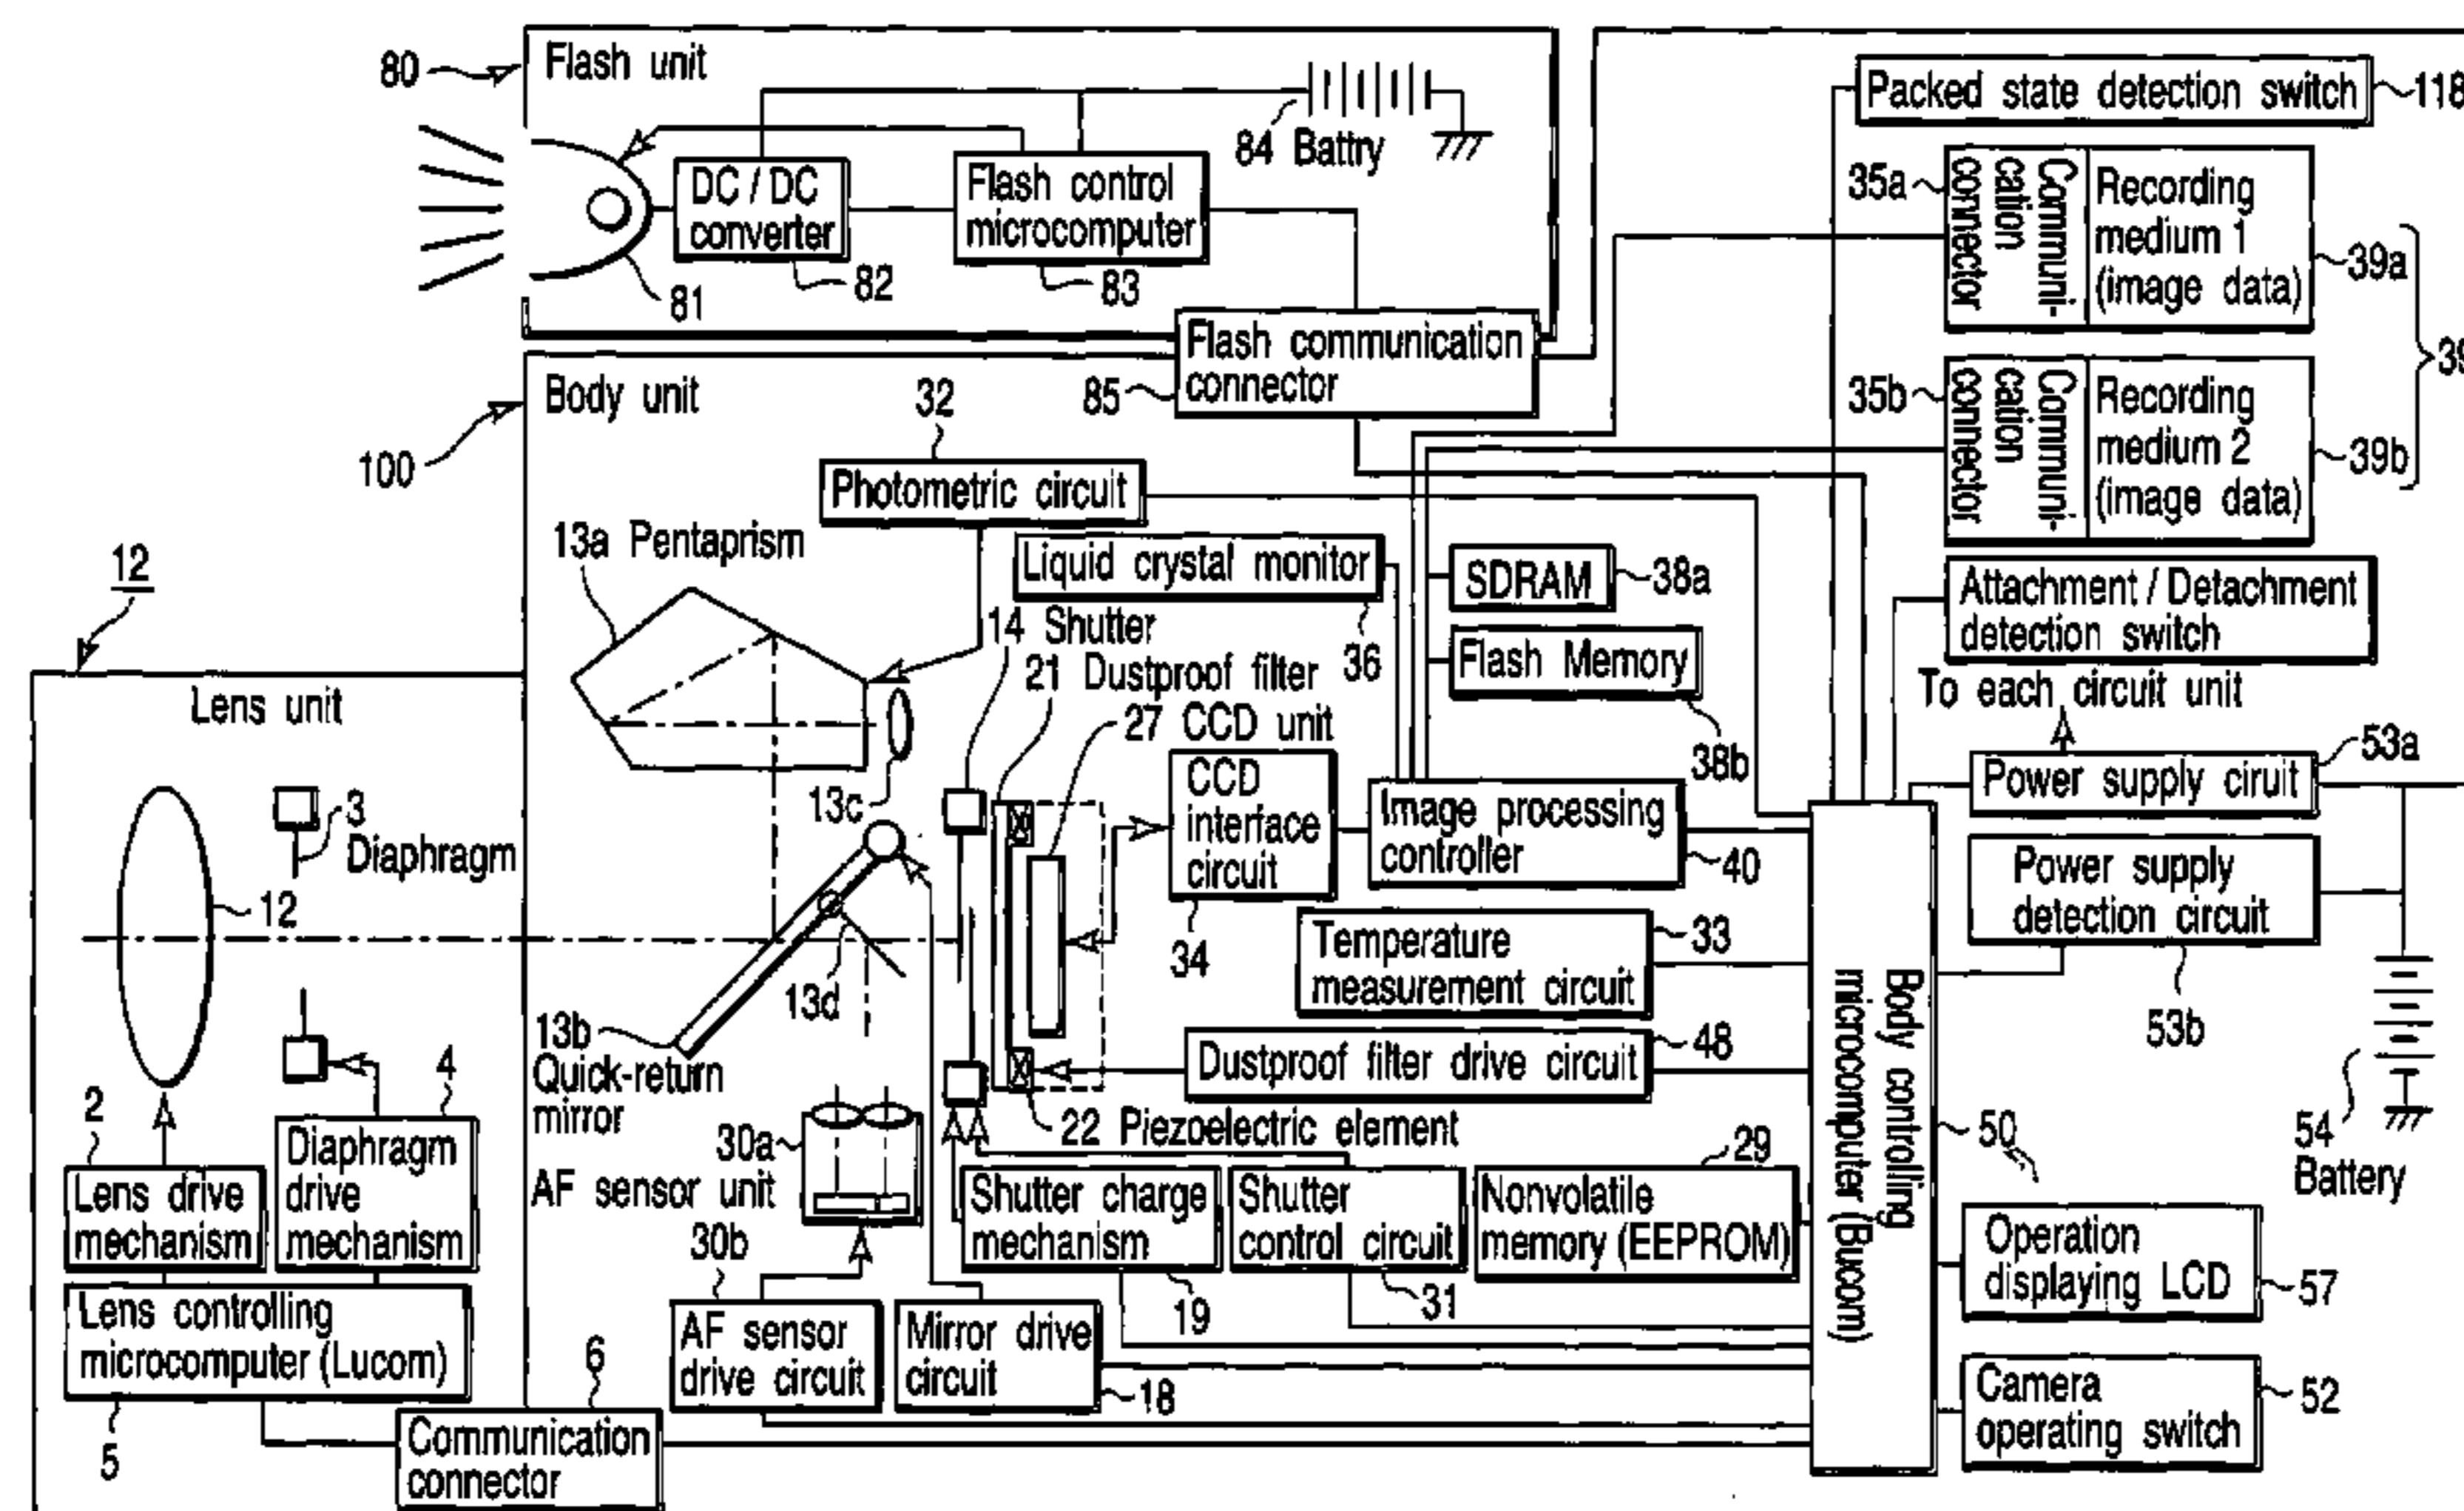 80
Flash unit
84 Battry
DC / DC
converter
Flash control
microcomputer
81
82
83
Packed state detection switch
118
35a
Communi-
cation
connector
Recording
medium 1
(image data)
39a
39
35b
Communi-
cation
connector
Recording
medium 2
(image data)
39b
Flash communication
connector
85
100
Body unit
32
Photometric circuit
13a Pentaprism
Liquid crystal monitor
36
SDRAM
38a
Flash Memory
38b
Attachment / Detachment
detection switch
To each circuit unit
12
Lens unit
14 Shutter
21 Dustproof filter
27 CCD unit
13c
CCD
interface
circuit
34
Image processing
controller
40
Power supply ciruit
53a
Power supply
detection circuit
53b
3
Diaphragm
12
13d
13b
Quick-return
mirror
Temperature
measurement circuit
33
Dustproof filter drive circuit
48
22 Piezoelectric element
Body controlling
microcomputer (Bucom)
50
54
Battery
2
4
Lens drive
mechanism
Diaphragm
drive
mechanism
30a
AF sensor unit
30b
Shutter charge
mechanism
19
Shutter
control circuit
31
29
Nonvolatile
memory (EEPROM)
Operation
displaying LCD
57
Lens controlling
microcomputer (Lucom)
5
AF sensor
drive circuit
Mirror drive
circuit
18
Camera
operating switch
52
6
Communication
connector